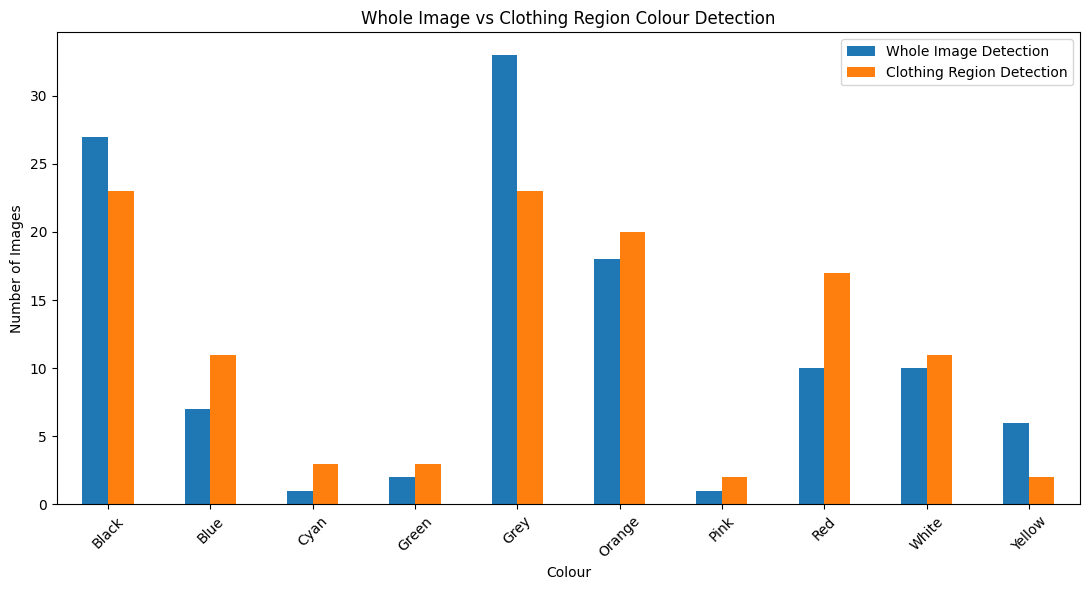 Whole Image vs Clothing Region Colour Detection
Whole Image Detection
Clothing Region Detection
Number of Images
30
25
20
15
10
5
0
Black
Blue
Cyan
Green
Grey
Orange
Pink
Red
White
Yellow
Colour